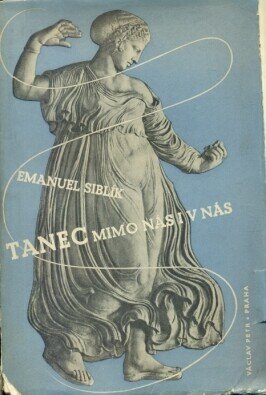 EMANUEL SIBLÍK
TANEC MIMO NÁS I V NÁS
VÁCLAV PETR • PRAHA